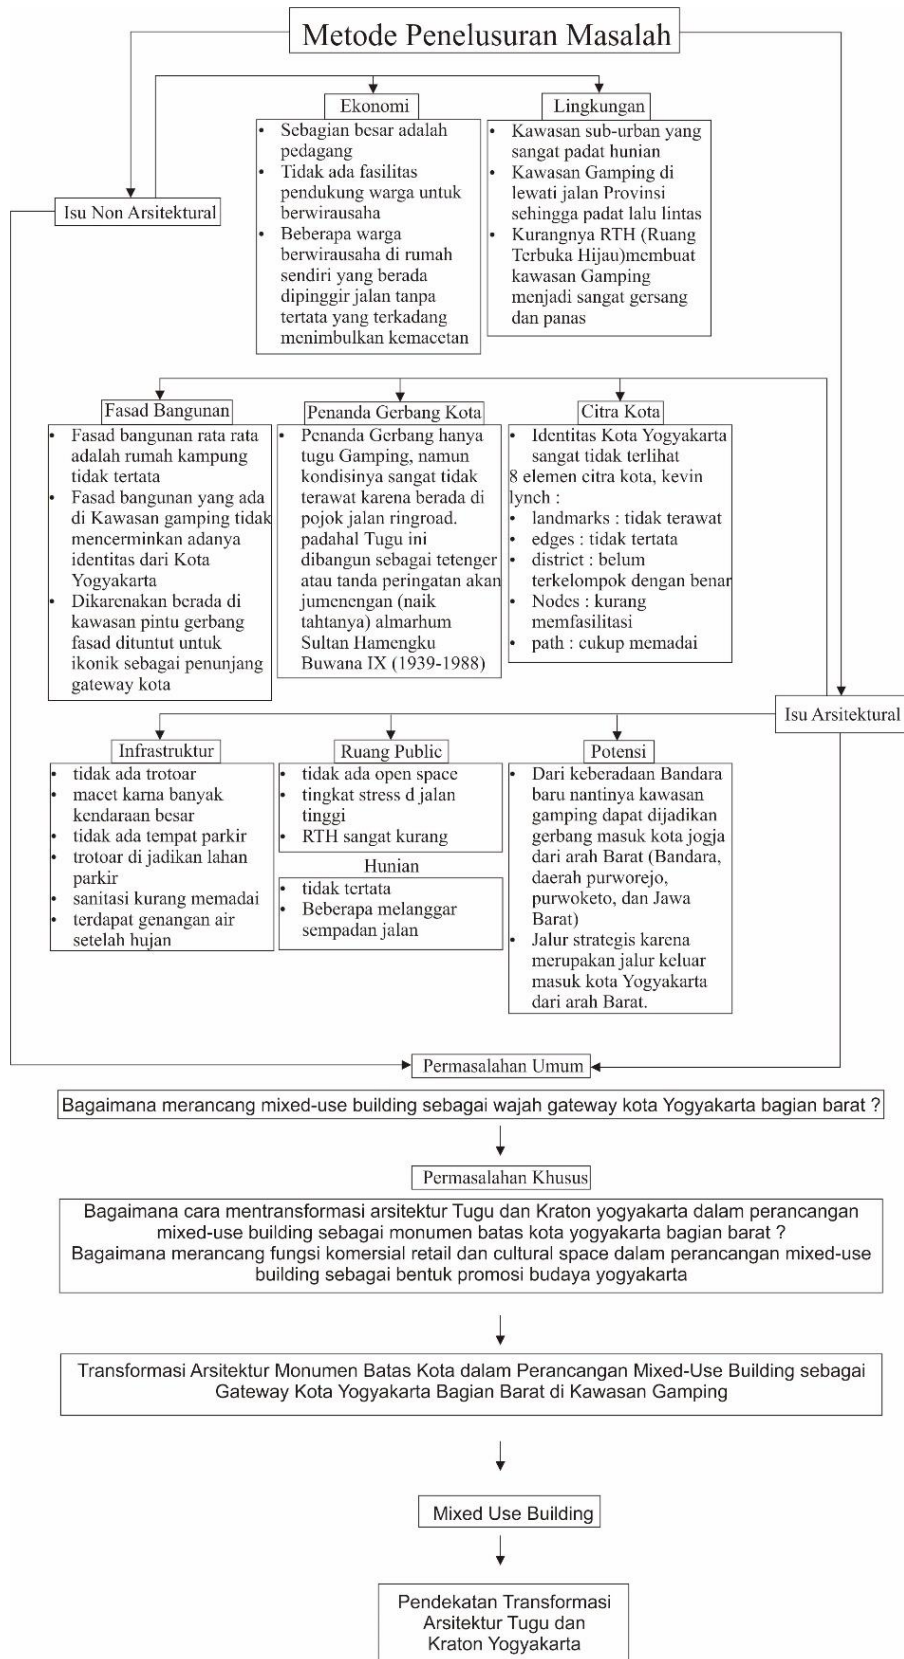 Metode Penelusuran Masalah
Isu Non Arsitektural
Ekonomi
• Sebagian besar adalah
pedagang
• Tidak ada fasilitas
pendukung warga untuk
berwirausaha
• Beberapa warga
berwirausaha di rumah
sendiri yang berada
dipinggir jalan tanpa
tertata yang terkadang
menimbulkan kemacetan
Lingkungan
• Kawasan sub-urban yang
sangat padat hunian
• Kawasan Gamping di
lewati jalan Provinsi
sehingga padat lalu lintas
• Kurangnya RTH (Ruang
Terbuka Hijau)membuat
kawasan Gamping
menjadi sangat gersang
dan panas
Fasad Bangunan
• Fasad bangunan rata rata
adalah rumah kampung
tidak tertata
• Fasad bangunan yang ada
di Kawasan gamping tidak
mencerminkan adanya
identitas dari Kota
Yogyakarta
• Dikarenakan berada di
kawasan pintu gerbang
fasad dituntut untuk
ikonik sebagai penunjang
gateway kota
Penanda Gerbang Kota
• Penanda Gerbang hanya
tugu Gamping, namun
kondisinya sangat tidak
terawat karena berada di
pojok jalan ringroad.
padahal Tugu ini
dibangun sebagai tetenger
atau tanda peringatan akan
jumenengan (naik
tahtanya) almarhum
Sultan Hamengku
Buwana IX (1939-1988)
Citra Kota
• Identitas Kota Yogyakarta
sangat tidak terlihat
8 elemen citra kota, kevin
lynch :
• landmarks : tidak terawat
• edges : tidak tertata
• district : belum
terkelompok dengan benar
• Nodes : kurang
memfasilitasi
• path : cukup memadai
Isu Arsitektural
Infrastruktur
• tidak ada trotoar
• macet karna banyak
kendaraan besar
• tidak ada tempat parkir
• trotoar di jadikan lahan
parkir
• sanitasi kurang memadai
• terdapat genangan air
setelah hujan
Ruang Public
• tidak ada open space
• tingkat stress d jalan
tinggi
• RTH sangat kurang
Hunian
• tidak tertata
• Beberapa melanggar
sempadan jalan
Potensi
• Dari keberadaan Bandara
baru nantinya kawasan
gamping dapat dijadikan
gerbang masuk kota jogja
dari arah Barat (Bandara,
daerah purworejo,
purwoketo, dan Jawa
Barat)
• Jalur strategis karena
merupakan jalur keluar
masuk kota Yogyakarta
dari arah Barat.
Permasalahan Umum
Bagaimana merancang mixed-use building sebagai wajah gateway kota Yogyakarta bagian barat ?
Permasalahan Khusus
Bagaimana cara mentransformasi arsitektur Tugu dan Kraton yogyakarta dalam perancangan
mixed-use building sebagai monumen batas kota yogyakarta bagian barat ?
Bagaimana merancang fungsi komersial retail dan cultural space dalam perancangan mixed-use
building sebagai bentuk promosi budaya yogyakarta
Transformasi Arsitektur Monumen Batas Kota dalam Perancangan Mixed-Use Building sebagai
Gateway Kota Yogyakarta Bagian Barat di Kawasan Gamping
Mixed Use Building
Pendekatan Transformasi
Arsitektur Tugu dan
Kraton Yogyakarta